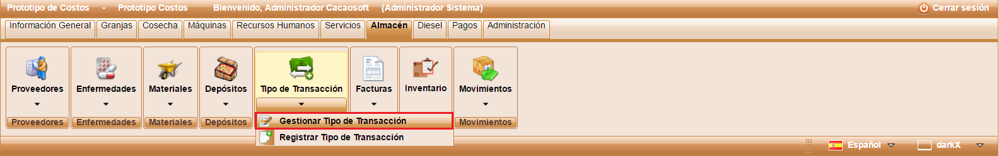 Prototipo de Costos - Prototipo Costos Bienvenido, Administrador Cacaosoft (Administrador Sistema) Cerrar sesión
Información General Granjas Cosecha Máquinas Recursos Humanos Servicios Almacén Diesel Pagos Administración
Proveedores Enfermedades Materiales Depósitos Tipo de Transacción Facturas Inventario Movimientos
Proveedores Enfermedades Materiales Depósitos Gestionar Tipo de Transacción Movimientos
Registrar Tipo de Transacción
Español darkX